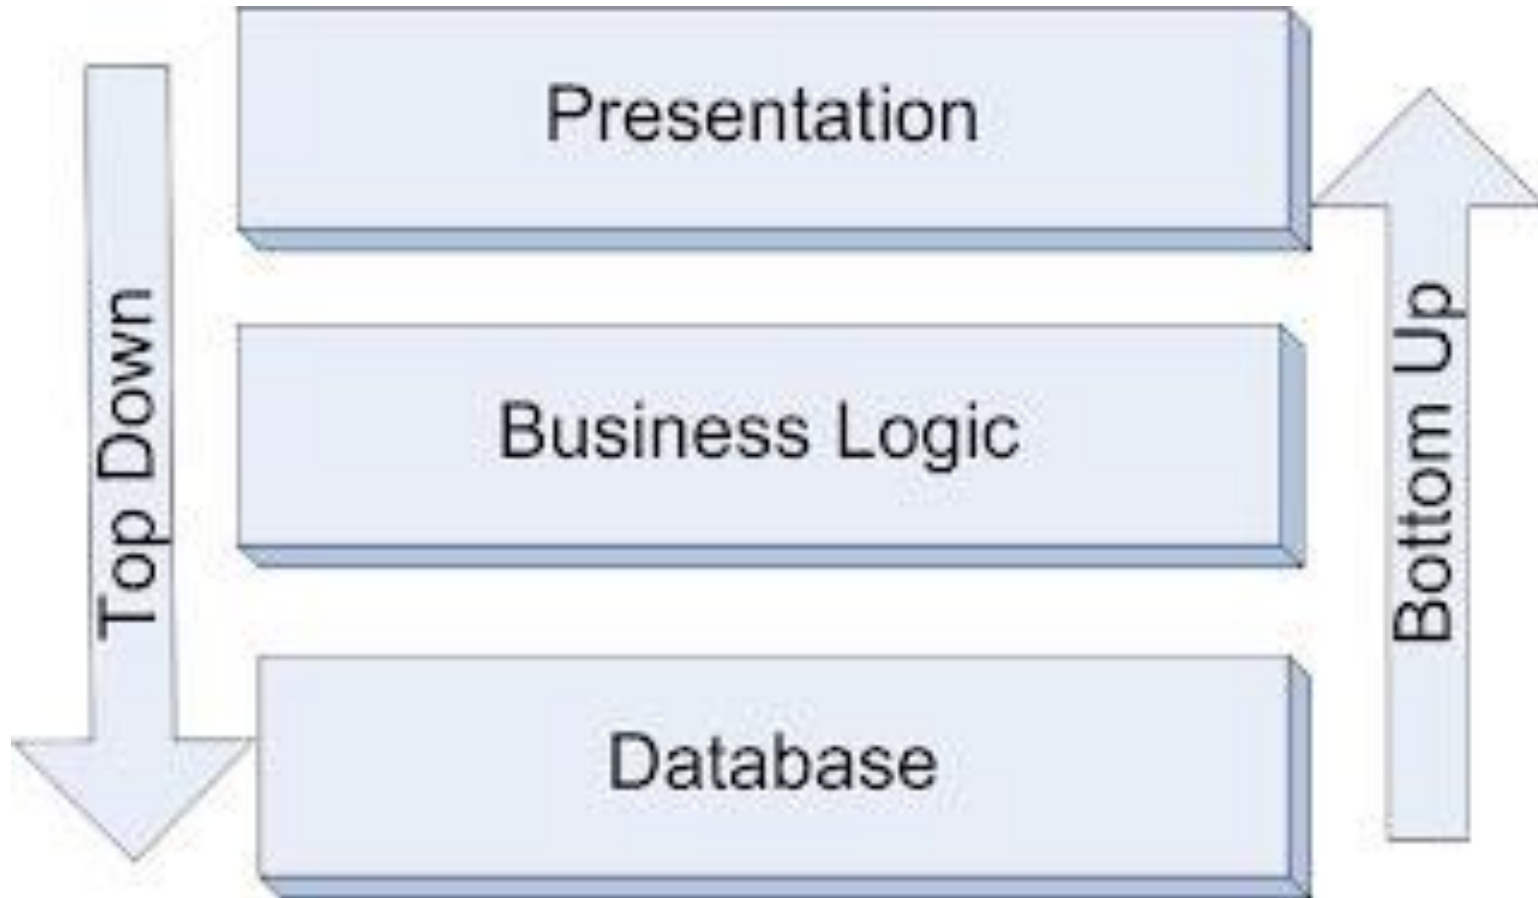 Presentation
Top Down
Business Logic
Bottom Up
Database